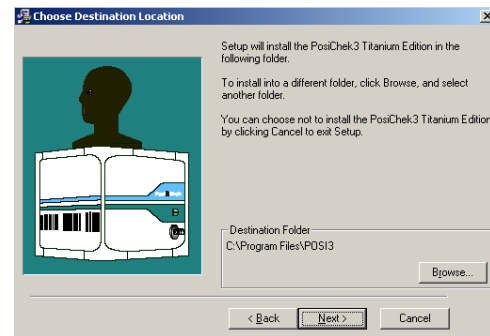 Choose Destination Location
Setup will install the PosiChek3 Titanium Edition in the
following folder.
To install into a different folder, click Browse, and select
another folder.
You can choose not to install the PosiChek3 Titanium Edition
by clicking Cancel to exit Setup.
Destination Folder
C:\Program Files\POSI3
Browse...
< Back
Next >
Cancel